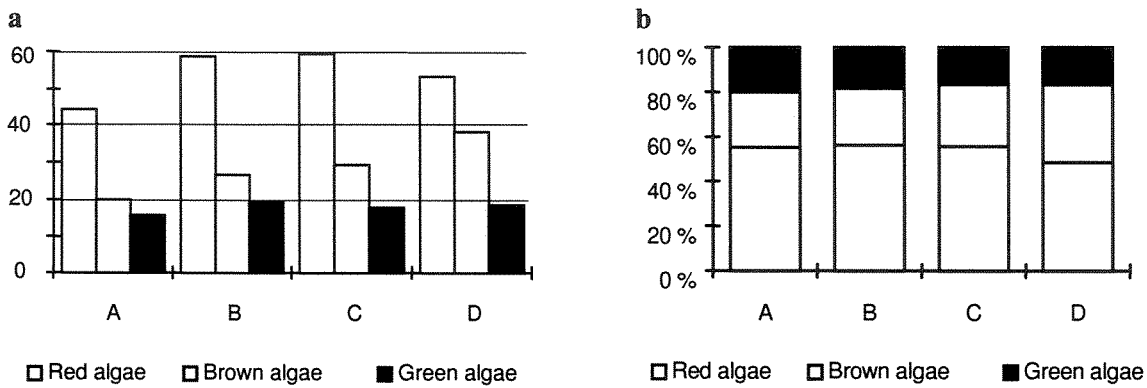 a
60
40
20
0
A B C D
Red algae Brown algae Green algae
b
100 %
80 %
60 %
40 %
20 %
0 %
A B C D
Red algae Brown algae Green algae